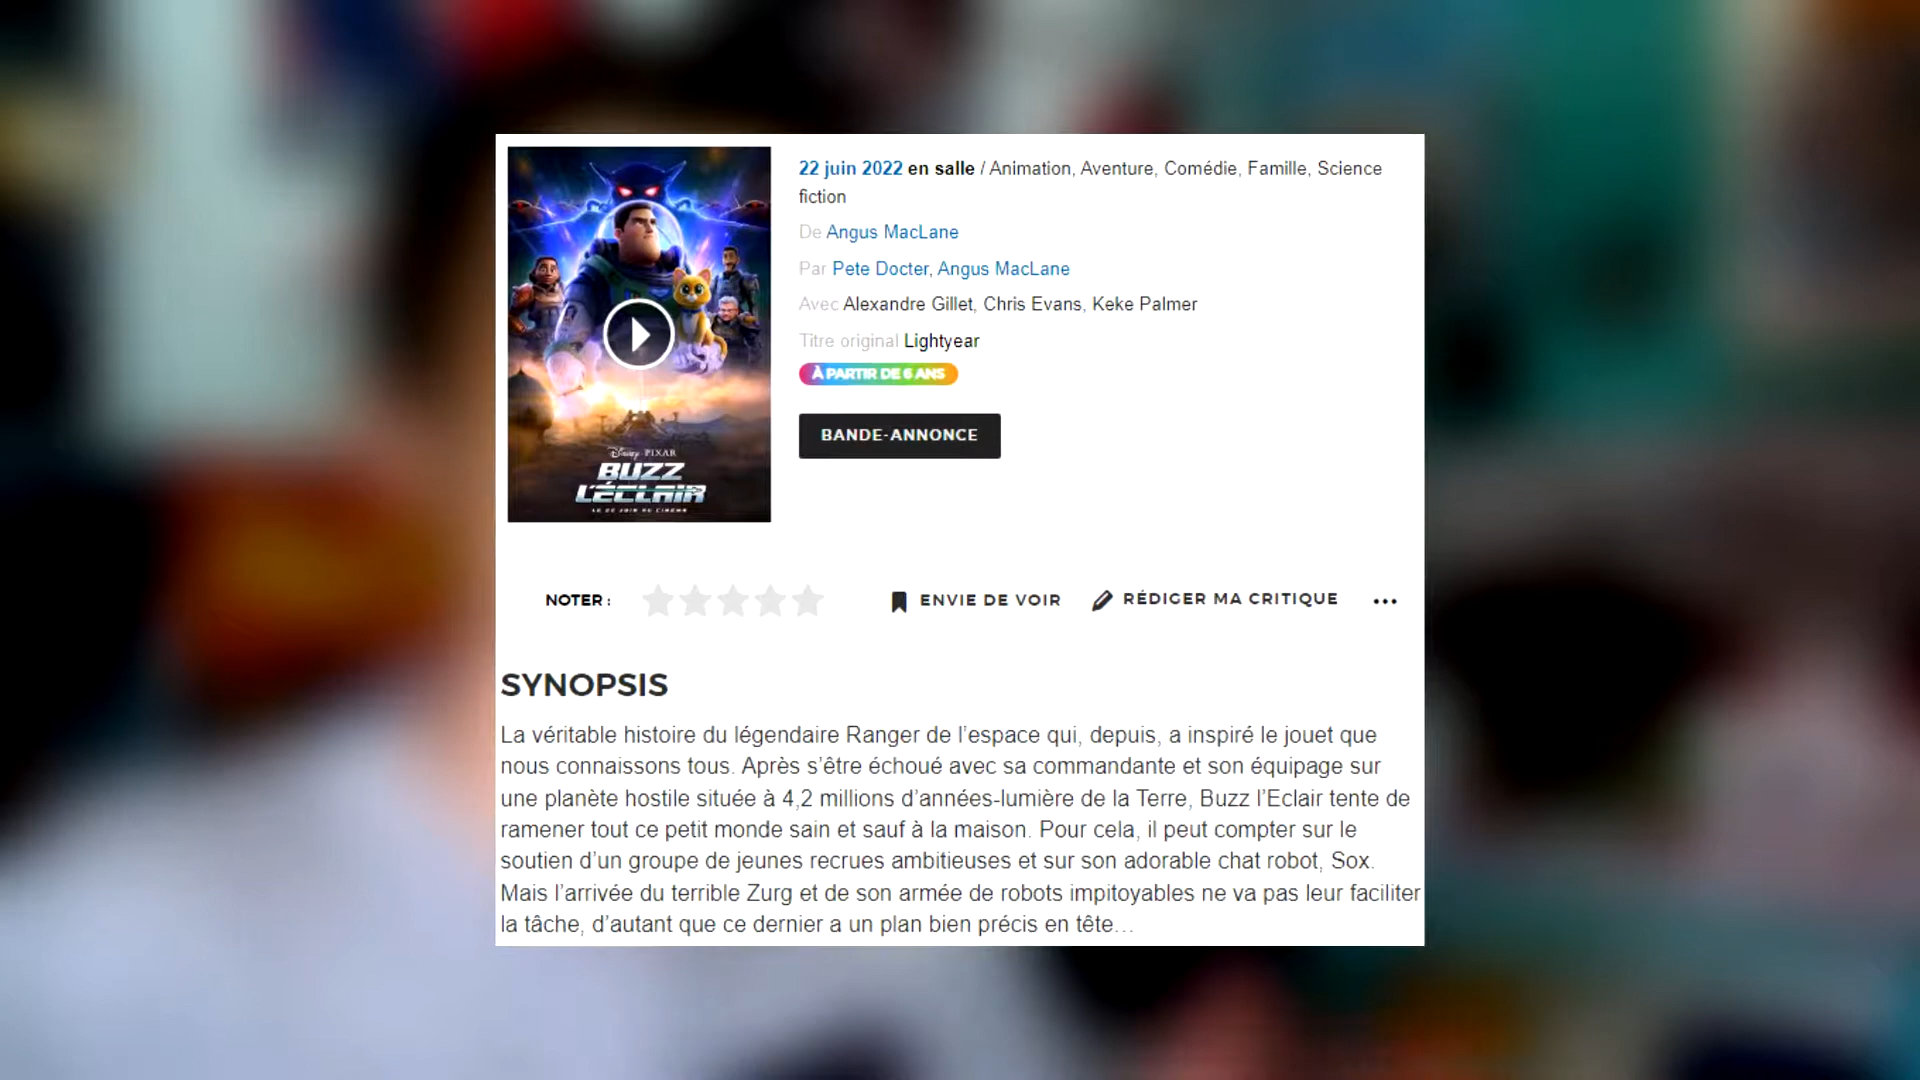 22 juin 2022 en salle / Animation, Aventure, Comédie, Famille, Science
fiction
De Angus MacLane
Par Pete Docter, Angus MacLane
Avec Alexandre Gillet, Chris Evans, Keke Palmer
Titre original Lightyear
À PARTIR DE 6 ANS
BANDE-ANNONCE
Disney · PIXAR
BUZZ
L'ÉCLAIR
LE 22 JUIN AU CINÉMA
NOTER :
ENVIE DE VOIR
RÉDIGER MA CRITIQUE
SYNOPSIS
La véritable histoire du légendaire Ranger de l’espace qui, depuis, a inspiré le jouet que
nous connaissons tous. Après s’être échoué avec sa commandante et son équipage sur
une planète hostile située à 4,2 millions d’années-lumière de la Terre, Buzz l’Eclair tente de
ramener tout ce petit monde sain et sauf à la maison. Pour cela, il peut compter sur le
soutien d’un groupe de jeunes recrues ambitieuses et sur son adorable chat robot, Sox.
Mais l’arrivée du terrible Zurg et de son armée de robots impitoyables ne va pas leur faciliter
la tâche, d’autant que ce dernier a un plan bien précis en tête…